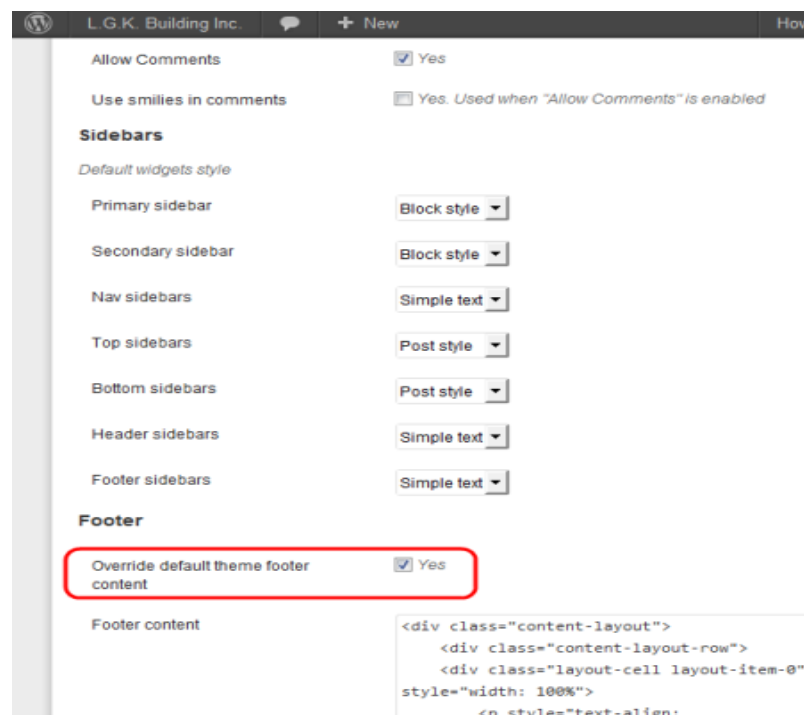 L.G.K. Building Inc. New How
Allow Comments Yes
Use smilies in comments Yes. Used when "Allow Comments" is enabled
Sidebars
Default widgets style
Primary sidebar Block style
Secondary sidebar Block style
Nav sidebars Simple text
Top sidebars Post style
Bottom sidebars Post style
Header sidebars Simple text
Footer sidebars Simple text
Footer
Override default theme footer Yes
content
Footer content <div class="content-layout">
<div class="content-layout-row">
<div class="layout-cell layout-item-0"
style="width: 100%">
<p style="text-align: